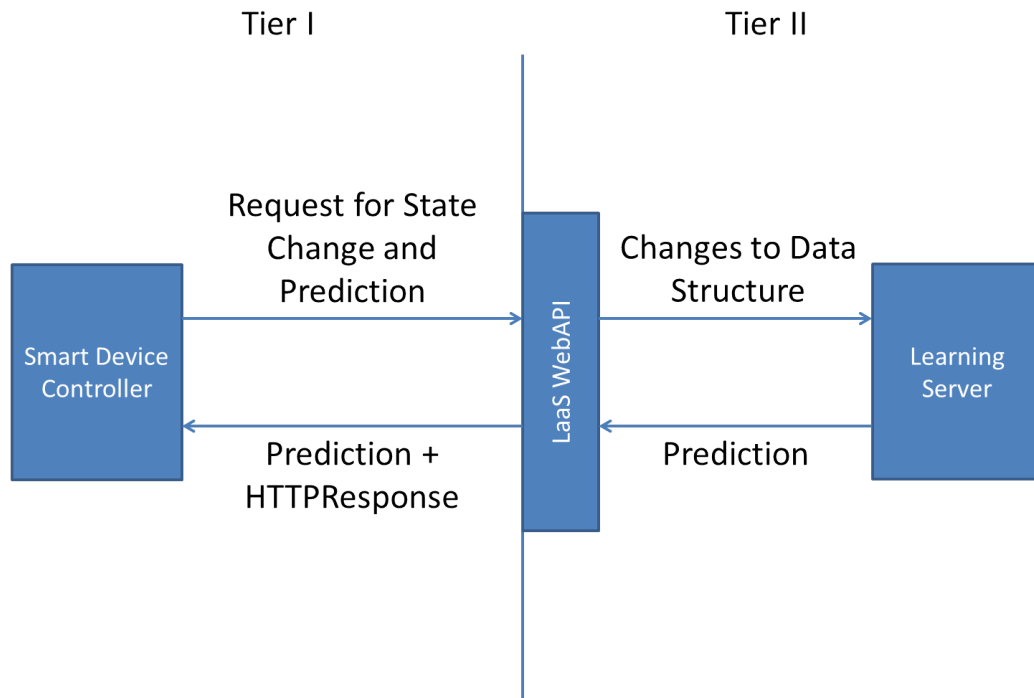 Tier I
Tier II
Request for State
Change and
Prediction
Changes to Data
Structure
Smart Device
Controller
LaaS WebAPI
Learning
Server
Prediction +
HTTPResponse
Prediction